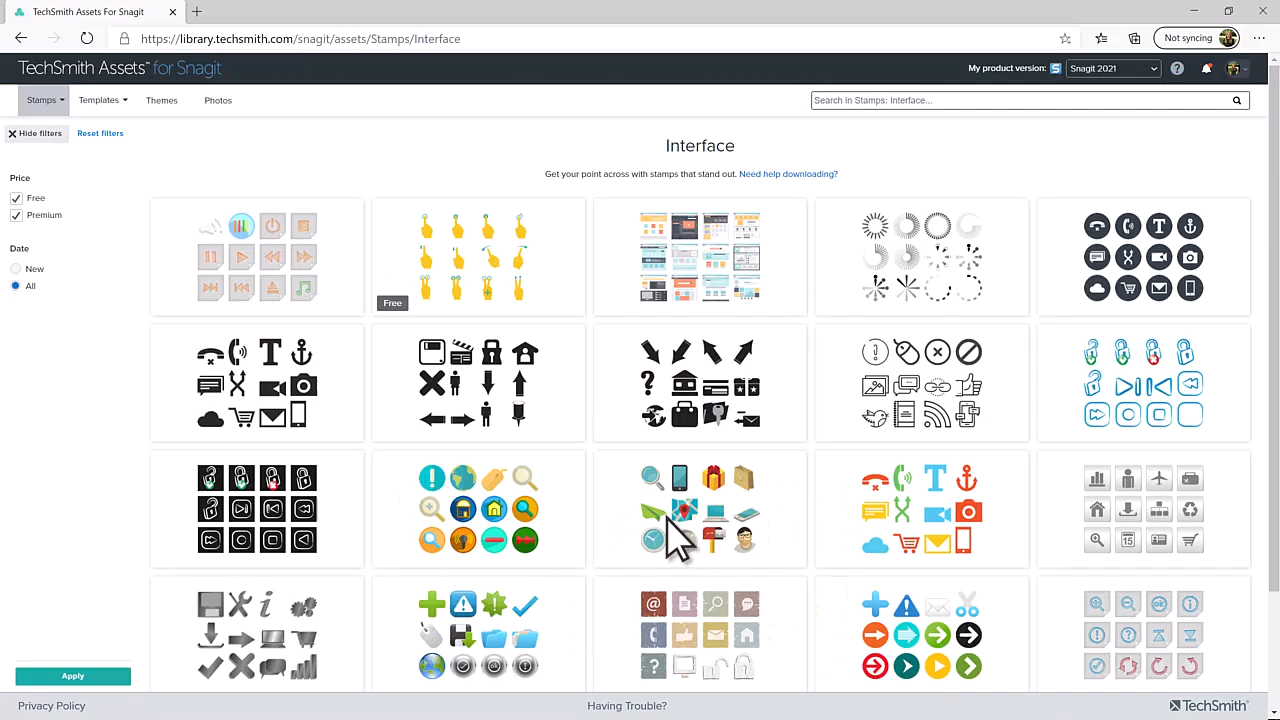 TechSmith Assets For Snagit
https://library.techsmith.com/snagit/assets/Stamps/Interface
Not syncing
TechSmith Assets™ for Snagit
My product version: S Snagit 2021
Stamps
Templates
Themes
Photos
Search in Stamps: Interface...
Hide filters
Reset filters
Interface
Get your point across with stamps that stand out. Need help downloading?
Price
Free
Premium
Date
New
All
Free
Apply
Privacy Policy
Having Trouble?
TechSmith®